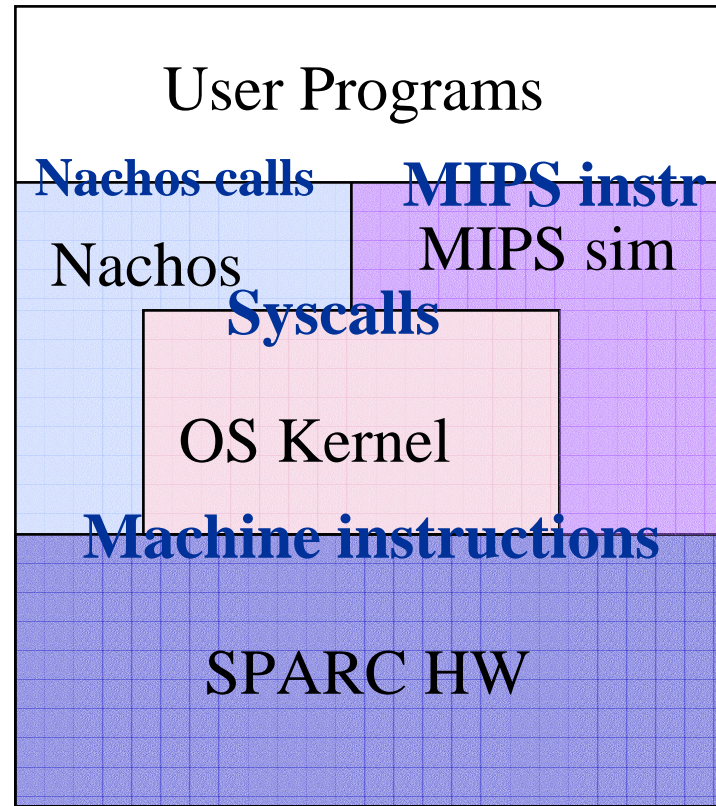 User Programs
Nachos calls
MIPS instr
Nachos
MIPS sim
Syscalls
OS Kernel
Machine instructions
SPARC HW